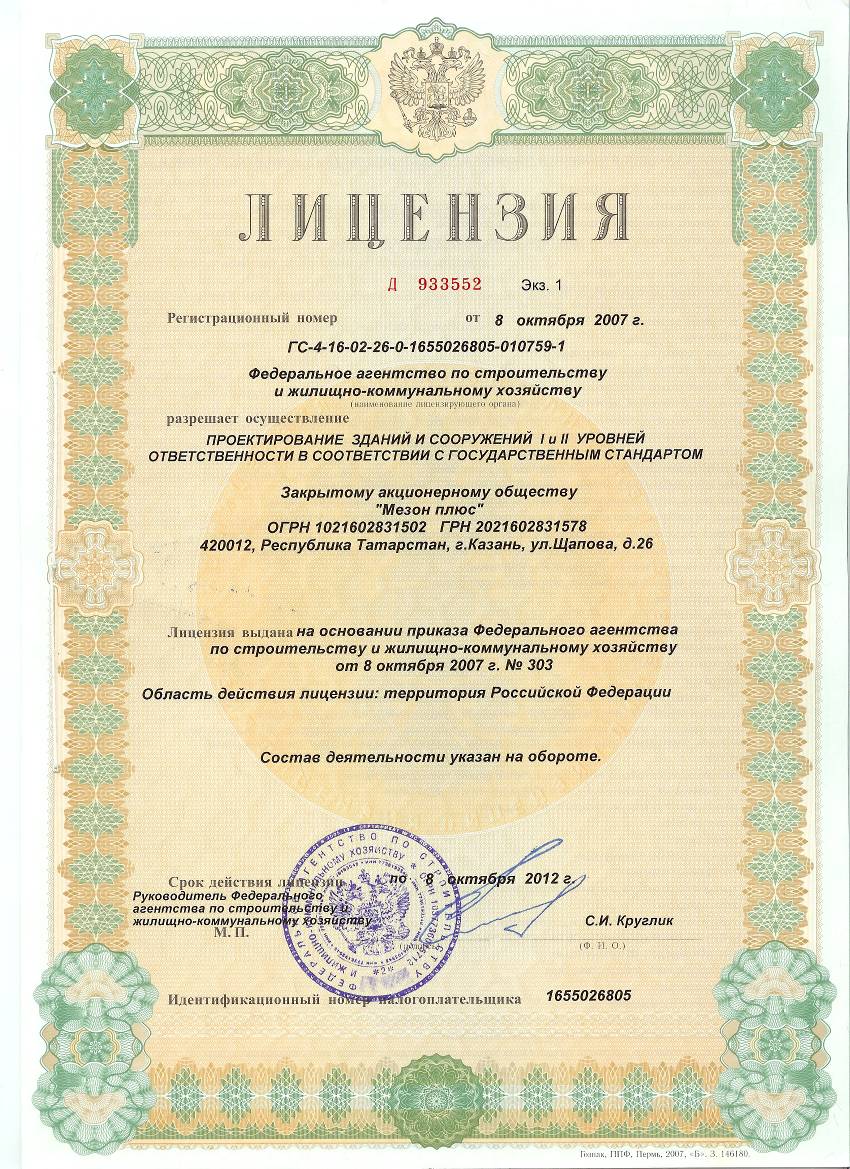 ЛИЦЕНЗИЯ
Д 933552 Экз. 1
Регистрационный номер от 8 октября 2007 г.
ГС-4-16-02-26-0-1655026805-010759-1
Федеральное агентство по строительству
и жилищно-коммунальному хозяйству
(наименование лицензирующего органа)
разрешает осуществление
ПРОЕКТИРОВАНИЕ ЗДАНИЙ И СООРУЖЕНИЙ I и II УРОВНЕЙ
ОТВЕТСТВЕННОСТИ В СООТВЕТСТВИИ С ГОСУДАРСТВЕННЫМ СТАНДАРТОМ
Закрытому акционерному обществу
"Мезон плюс"
ОГРН 1021602831502 ГРН 2021602831578
420012, Республика Татарстан, г.Казань, ул.Щапова, д.26
Лицензия выдана на основании приказа Федерального агентства
по строительству и жилищно-коммунальному хозяйству
от 8 октября 2007 г. № 303
Область действия лицензии: территория Российской Федерации
Состав деятельности указан на обороте.
Срок действия лицензии по 8 октября 2012 г.
Руководитель Федерального
агентства по строительству и
жилищно-коммунальному хозяйству
С.И. Круглик
М. П.
(Ф. И. О.)
Идентификационный номер налогоплательщика 1655026805
Гознак, ППФ, Пермь, 2007, «Б». З. 146180.